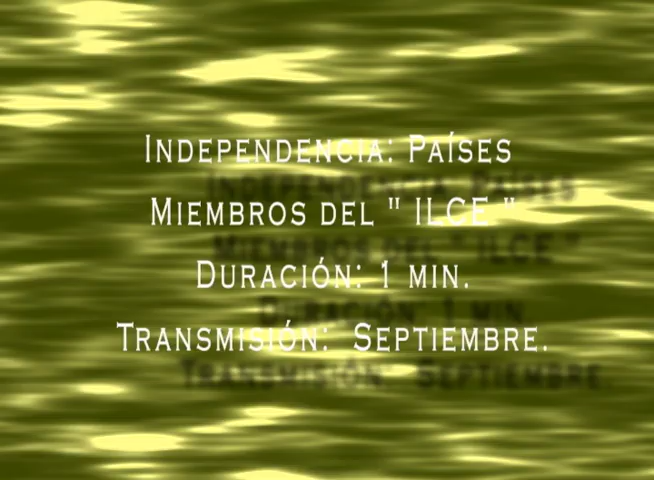 Independencia: Países
Miembros del " ILCE "
Duración: 1 min.
Transmisión: Septiembre.